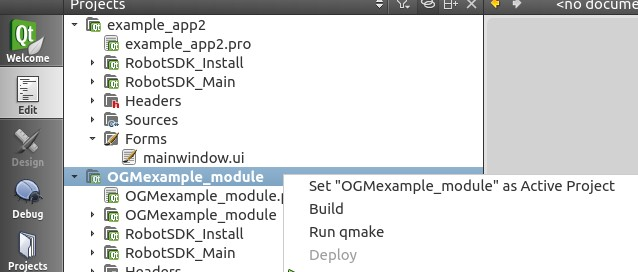 Projects
<no docume
example_app2
example_app2.pro
RobotSDK_Install
RobotSDK_Main
Headers
Sources
Forms
mainwindow.ui
OGMexample_module
OGMexample_module.p
OGMexample_module
RobotSDK_Install
RobotSDK_Main
Headers
Qt
Welcome
Edit
Design
Debug
Projects
Set "OGMexample_module" as Active Project
Build
Run qmake
Deploy